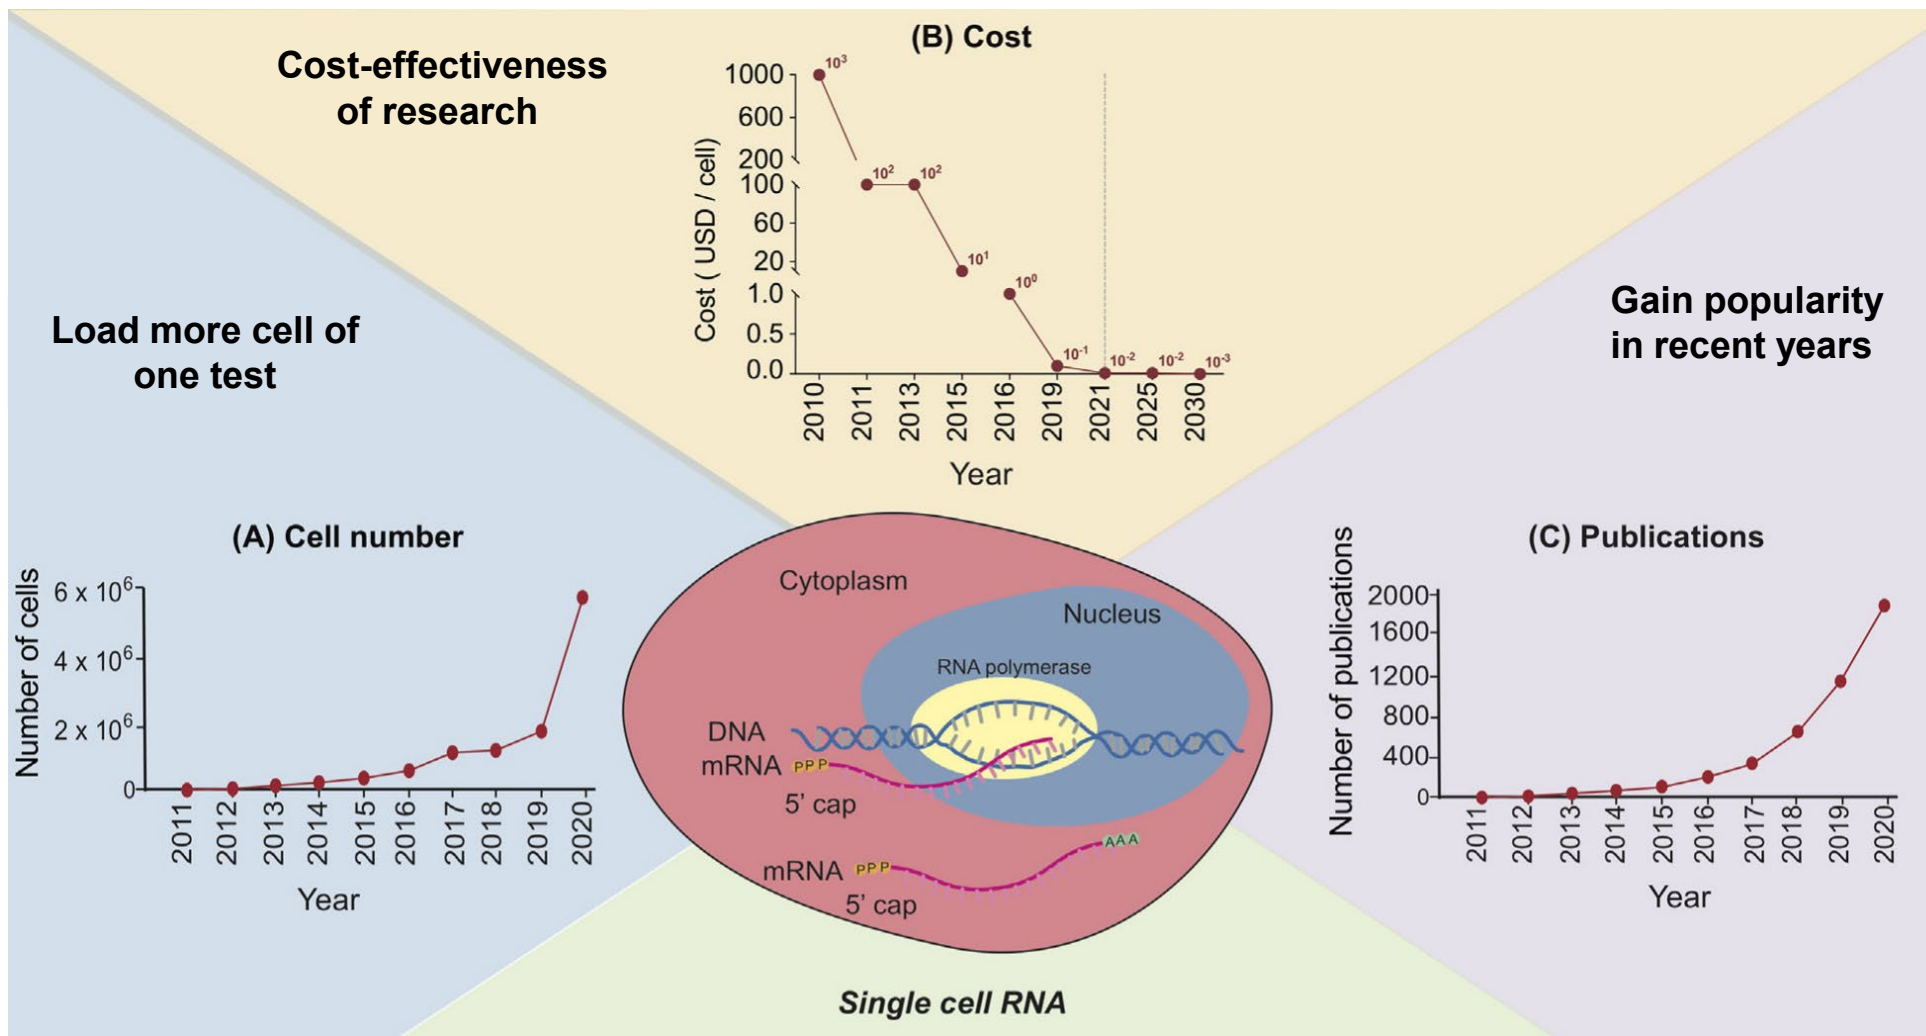 Cost-effectiveness
of research
(B) Cost
Cost ( USD / cell)
1000
600
200
100
60
20
1.0
0.5
0.0
10³
10²
10²
10¹
10⁰
10⁻¹
10⁻²
10⁻²
10⁻³
2010
2011
2013
2015
2016
2019
2021
2025
2030
Year
Load more cell of
one test
(A) Cell number
Number of cells
6 x 10⁶
4 x 10⁶
2 x 10⁶
0
2011
2012
2013
2014
2015
2016
2017
2018
2019
2020
Year
Gain popularity
in recent years
(C) Publications
Number of publications
2000
1600
1200
800
400
0
2011
2012
2013
2014
2015
2016
2017
2018
2019
2020
Year
Cytoplasm
Nucleus
RNA polymerase
DNA
mRNA
PPP
5’ cap
mRNA
PPP
AAA
5’ cap
Single cell RNA